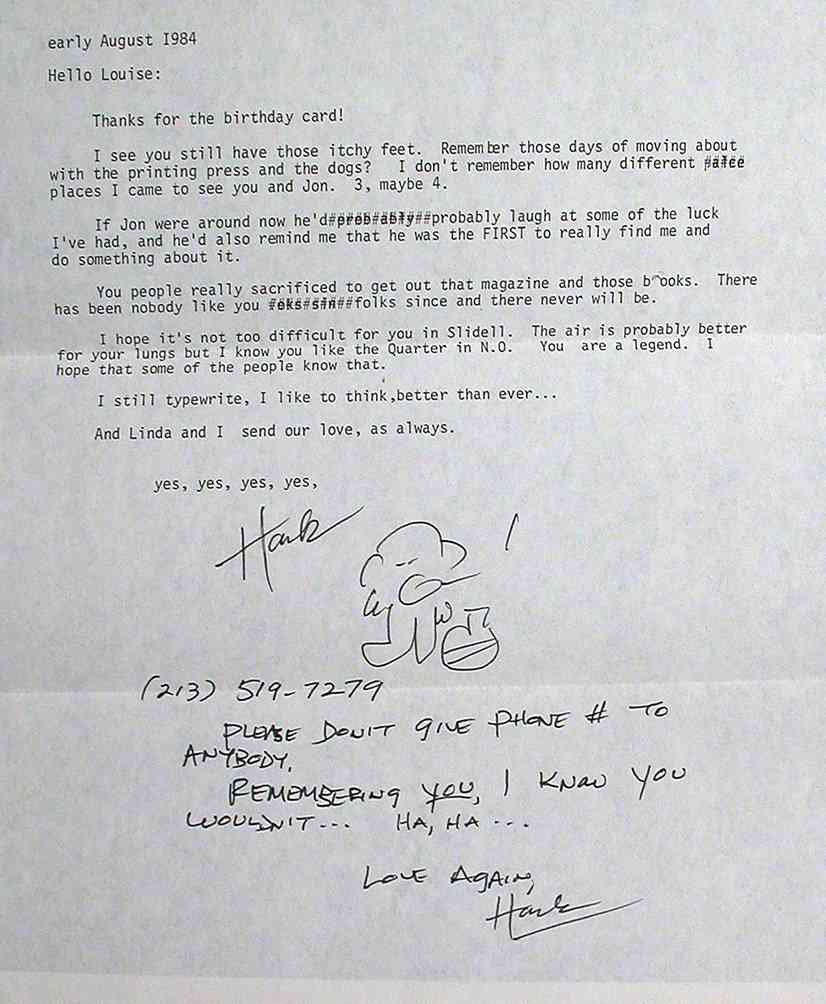 early August 1984
Hello Louise:
Thanks for the birthday card!
I see you still have those itchy feet. Remember those days of moving about
with the printing press and the dogs? I don't remember how many different
places I came to see you and Jon. 3, maybe 4.
If Jon were around now he'd probably laugh at some of the luck
I've had, and he'd also remind me that he was the FIRST to really find me and
do something about it.
You people really sacrificed to get out that magazine and those books. There
has been nobody like you folks since and there never will be.
I hope it's not too difficult for you in Slidell. The air is probably better
for your lungs but I know you like the Quarter in N.O. You are a legend. I
hope that some of the people know that.
I still typewrite, I like to think,better than ever...
And Linda and I send our love, as always.
yes, yes, yes, yes,
Hank
(213) 519-7279
PLEASE DON'T GIVE PHONE # TO
ANYBODY.
REMEMBERING YOU, I KNOW YOU
WOULDN'T... HA, HA...
LOVE AGAIN,
Hank